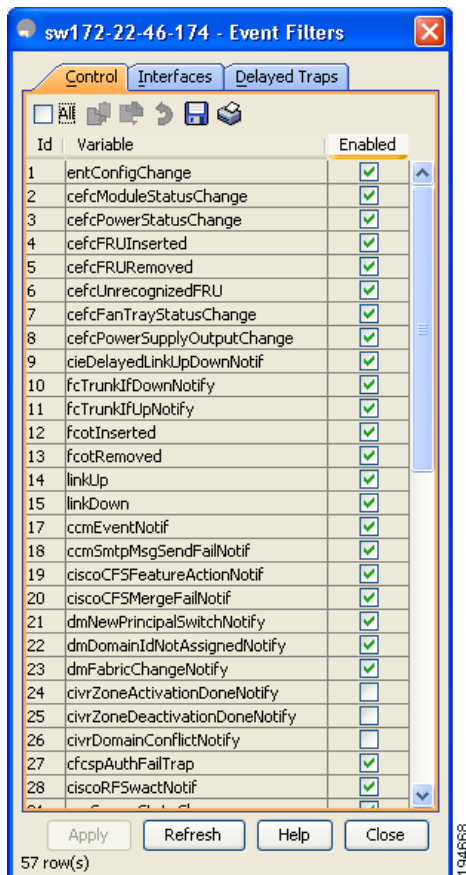 sw172-22-46-174 - Event Filters
Control Interfaces Delayed Traps
All
Id Variable Enabled
1 entConfigChange
2 cefcModuleStatusChange
3 cefcPowerStatusChange
4 cefcFRUInserted
5 cefcFRURemoved
6 cefcUnrecognizedFRU
7 cefcFanTrayStatusChange
8 cefcPowerSupplyOutputChange
9 cieDelayedLinkUpDownNotif
10 fcTrunkIfDownNotify
11 fcTrunkIfUpNotify
12 fcotInserted
13 fcotRemoved
14 linkUp
15 linkDown
17 ccmEventNotif
18 ccmSmtpMsgSendFailNotif
19 ciscoCFSFeatureActionNotif
20 ciscoCFSMergeFailNotif
21 dmNewPrincipalSwitchNotify
22 dmDomainIdNotAssignedNotify
23 dmFabricChangeNotify
24 civrZoneActivationDoneNotify
25 civrZoneDeactivationDoneNotify
26 civrDomainConflictNotify
27 cfcspAuthFailTrap
28 ciscoRFSwactNotif
Apply Refresh Help Close
57 row(s)
194668